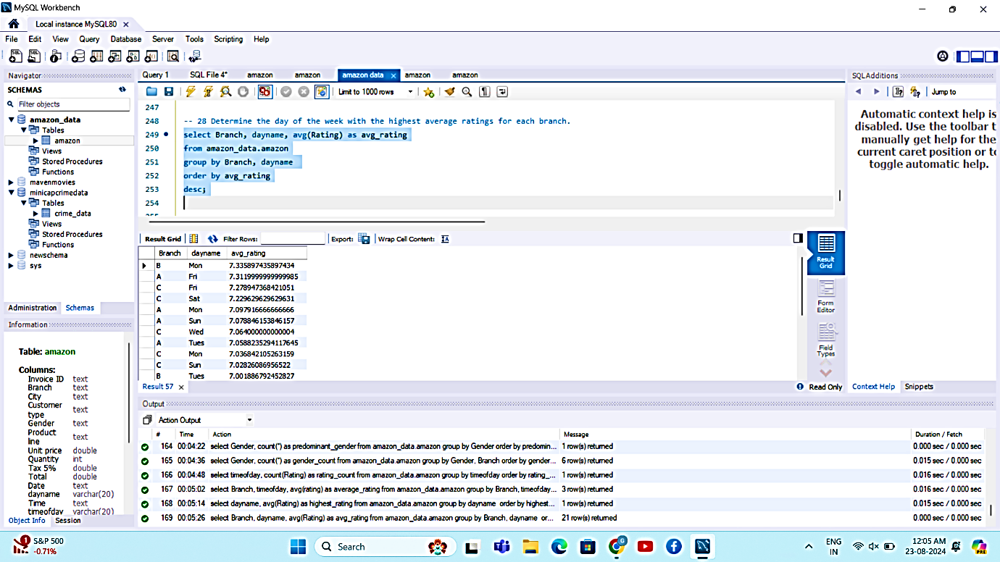 MySQL Workbench
Local instance MySQL80
File Edit View Query Database Server Tools Scripting Help
Navigator
SCHEMAS
Filter objects
amazon_data
Tables
amazon
Views
Stored Procedures
Functions
mavenmovies
minicapcrimedata
Tables
crime_data
Views
Stored Procedures
Functions
newschema
sys
Administration Schemas
Information
Table: amazon
Columns:
Invoice ID text
Branch text
City text
Customer type text
Gender text
Product line text
Unit price double
Quantity int
Tax 5% double
Total double
Date text
dayname varchar(20)
Time text
timeofday varchar(20)
Object Info Session
Query 1 SQL File 4* amazon amazon amazon data amazon amazon
Limit to 1000 rows
247
248 -- 28 Determine the day of the week with the highest average ratings for each branch.
249 select Branch, dayname, avg(Rating) as avg_rating
250 from amazon_data.amazon
251 group by Branch, dayname
252 order by avg_rating
253 desc;
254
Result Grid Filter Rows: Export: Wrap Cell Content:
Branch dayname avg_rating
B Mon 7.335897435897434
A Fri 7.3119999999999985
C Fri 7.278947368421051
C Sat 7.229629629629631
A Mon 7.097916666666666
A Sun 7.078846153846157
C Wed 7.064000000000004
A Tues 7.0588235294117645
C Mon 7.036842105263159
C Sun 7.02826086956522
B Tues 7.001886792452827
Result Grid
Form Editor
Field Types
Result 57
Read Only
SQLAdditions
Jump to
Automatic context help is
disabled. Use the toolbar t
manually get help for the
current caret position or to
toggle automatic help.
Context Help Snippets
Output
Action Output
# Time Action Message Duration / Fetch
164 00:04:22 select Gender, count(*) as predominant_gender from amazon_data.amazon group by Gender order by predomin... 1 row(s) returned 0.000 sec / 0.000 sec
165 00:04:36 select Gender, count(*) as gender_count from amazon_data.amazon group by Gender, Branch order by gender... 6 row(s) returned 0.015 sec / 0.000 sec
166 00:04:48 select timeofday, count(Rating) as rating_count from amazon_data.amazon group by timeofday order by rating_... 1 row(s) returned 0.016 sec / 0.000 sec
167 00:05:02 select Branch, timeofday, avg(rating) as average_rating from amazon_data.amazon group by Branch, timeofday... 3 row(s) returned 0.016 sec / 0.000 sec
168 00:05:14 select dayname, avg(Rating) as highest_rating from amazon_data.amazon group by dayname order by highest... 1 row(s) returned 0.015 sec / 0.000 sec
169 00:05:26 select Branch, dayname, avg(Rating) as avg_rating from amazon_data.amazon group by Branch, dayname or... 21 row(s) returned 0.000 sec / 0.000 sec
1
S&P 500
-0.71%
Search
G
ENG
IN
12:05 AM
23-08-2024
PRE